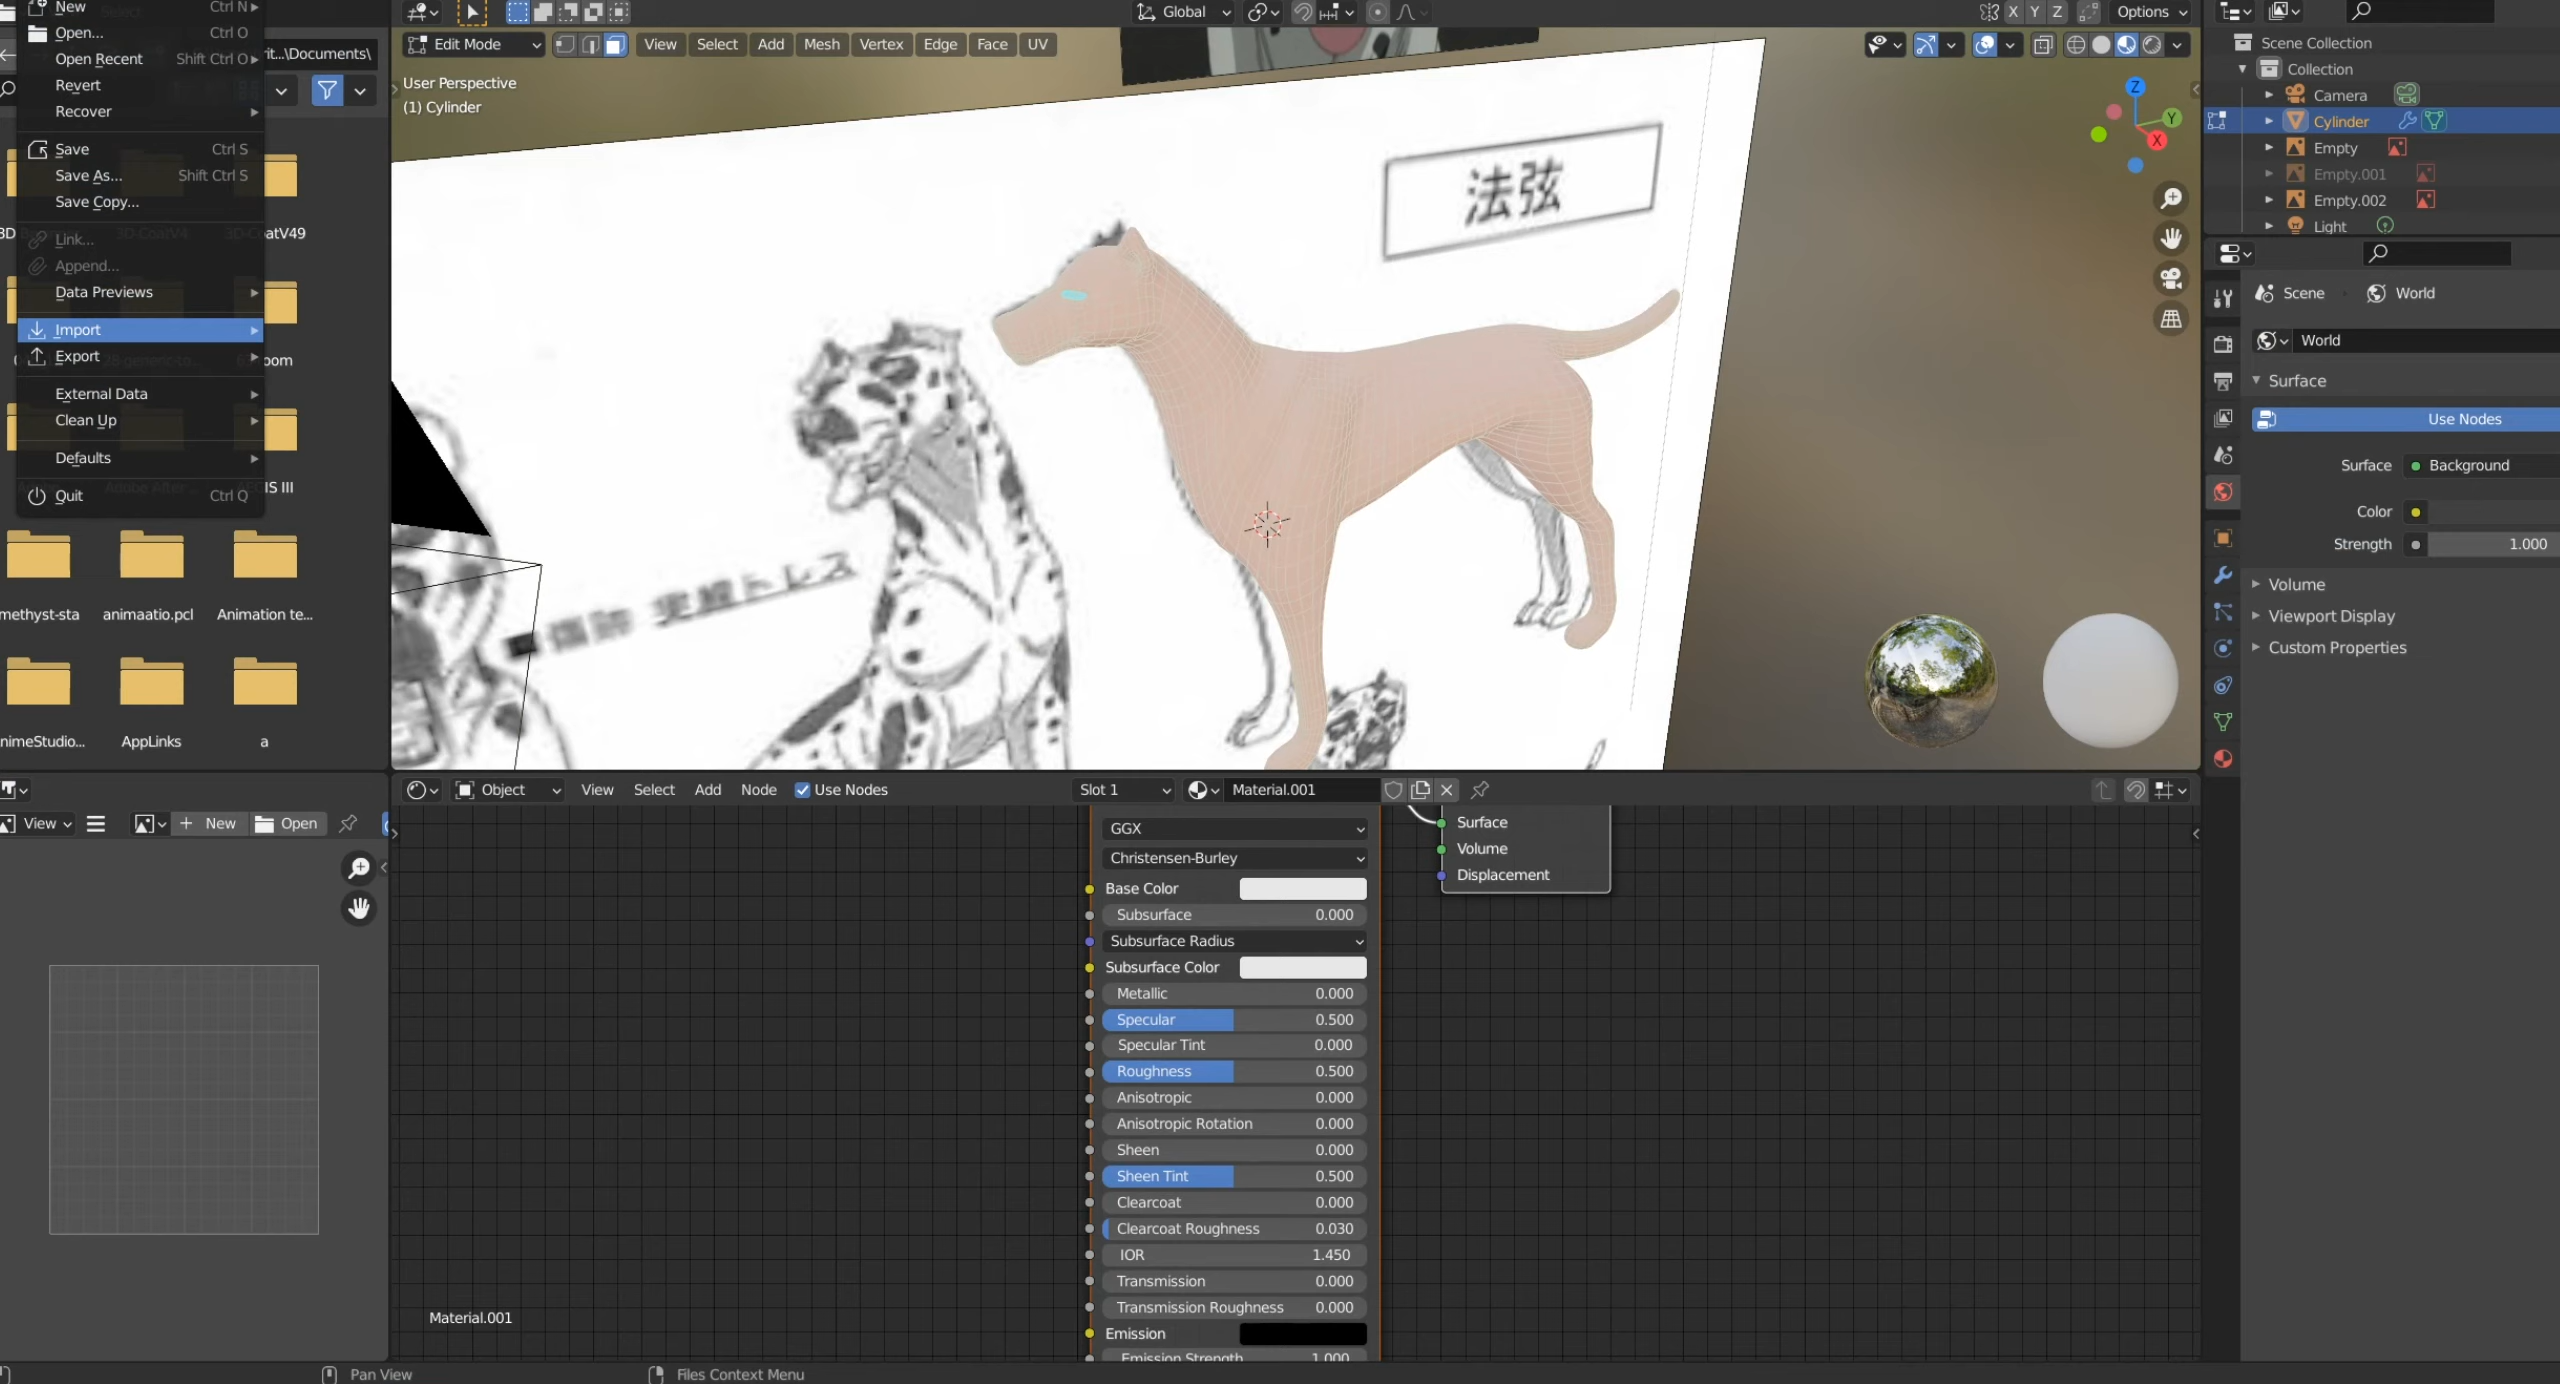 New Ctrl N
Open... Ctrl O
Open Recent Shift Ctrl O
Revert
Recover
Save Ctrl S
Save As... Shift Ctrl S
Save Copy...
Link...
Append...
Data Previews
Import
Export
External Data
Clean Up
Defaults
Quit Ctrl Q
Select
rit...\Documents\
3D-CoatV4
atV49
oom
IS III
methyst-sta
animaatio.pcl
Animation te...
nimeStudio...
AppLinks
a
Global
X Y Z
Options
Edit Mode
View Select Add Mesh Vertex Edge Face UV
User Perspective
(1) Cylinder
法弦
Z
Y
X
Scene Collection
Collection
Camera
Cylinder
Empty
Empty.001
Empty.002
Light
Scene World
World
Surface
Use Nodes
Surface Background
Color
Strength 1.000
Volume
Viewport Display
Custom Properties
View New Open
Object View Select Add Node Use Nodes Slot 1 Material.001
GGX
Christensen-Burley
Base Color
Subsurface 0.000
Subsurface Radius
Subsurface Color
Metallic 0.000
Specular 0.500
Specular Tint 0.000
Roughness 0.500
Anisotropic 0.000
Anisotropic Rotation 0.000
Sheen 0.000
Sheen Tint 0.500
Clearcoat 0.000
Clearcoat Roughness 0.030
IOR 1.450
Transmission 0.000
Transmission Roughness 0.000
Emission
Emission Strength 1.000
Surface
Volume
Displacement
Material.001
Pan View
Files Context Menu